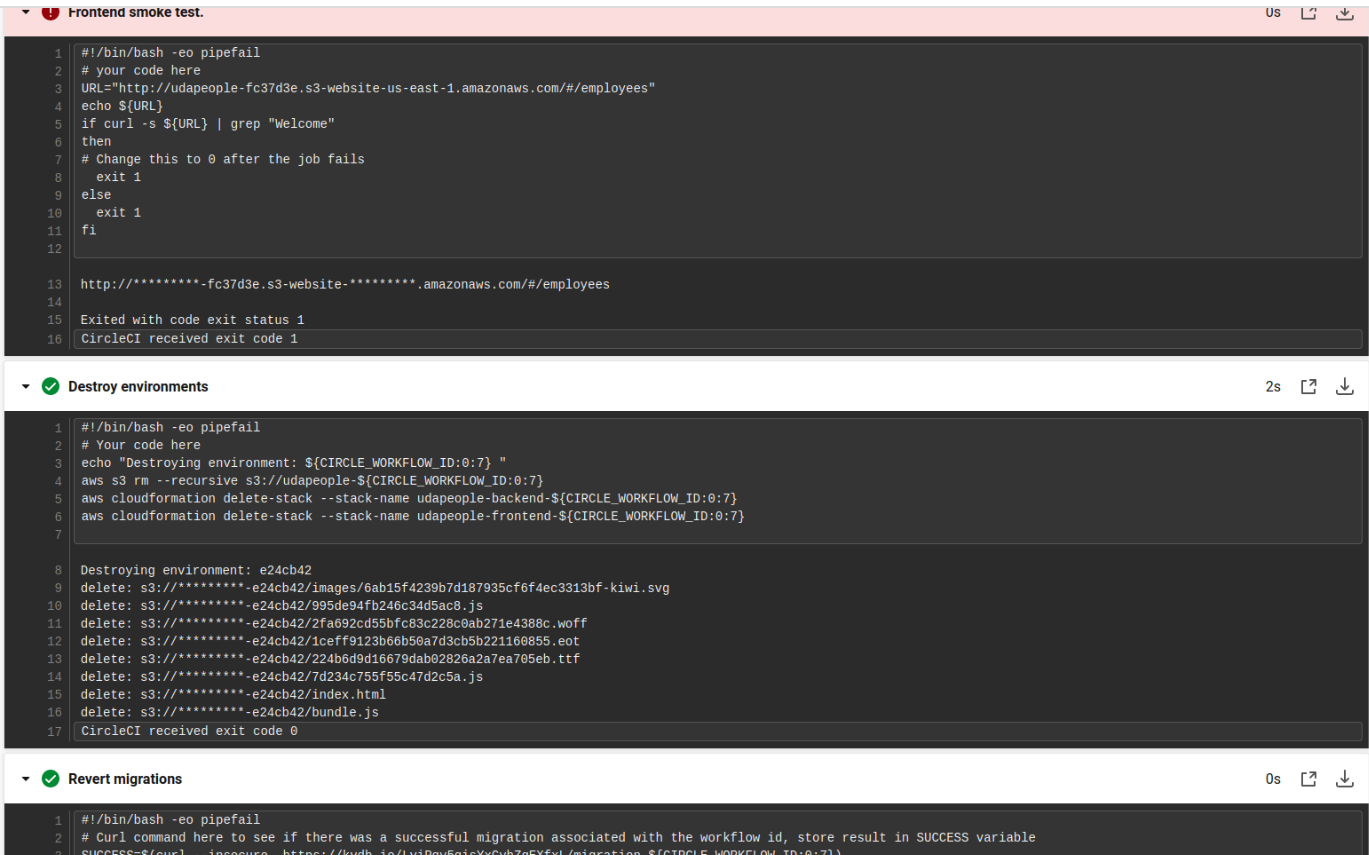 Frontend smoke test.
0s
1 #!/bin/bash -eo pipefail
2 # your code here
3 URL="http://udapeople-fc37d3e.s3-website-us-east-1.amazonaws.com/#/employees"
4 echo ${URL}
5 if curl -s ${URL} | grep "Welcome"
6 then
7 # Change this to 0 after the job fails
8 exit 1
9 else
10 exit 1
11 fi
12
13 http://*********-fc37d3e.s3-website-*********.amazonaws.com/#/employees
14
15 Exited with code exit status 1
16 CircleCI received exit code 1
Destroy environments
2s
1 #!/bin/bash -eo pipefail
2 # Your code here
3 echo "Destroying environment: ${CIRCLE_WORKFLOW_ID:0:7} "
4 aws s3 rm --recursive s3://udapeople-${CIRCLE_WORKFLOW_ID:0:7}
5 aws cloudformation delete-stack --stack-name udapeople-backend-${CIRCLE_WORKFLOW_ID:0:7}
6 aws cloudformation delete-stack --stack-name udapeople-frontend-${CIRCLE_WORKFLOW_ID:0:7}
7
8 Destroying environment: e24cb42
9 delete: s3://*********-e24cb42/images/6ab15f4239b7d187935cf6f4ec3313bf-kiwi.svg
10 delete: s3://*********-e24cb42/995de94fb246c34d5ac8.js
11 delete: s3://*********-e24cb42/2fa692cd55bfc83c228c0ab271e4388c.woff
12 delete: s3://*********-e24cb42/1ceff9123b66b50a7d3cb5b221160855.eot
13 delete: s3://*********-e24cb42/224b6d9d16679dab02826a2a7ea705eb.ttf
14 delete: s3://*********-e24cb42/7d234c755f55c47d2c5a.js
15 delete: s3://*********-e24cb42/index.html
16 delete: s3://*********-e24cb42/bundle.js
17 CircleCI received exit code 0
Revert migrations
0s
1 #!/bin/bash -eo pipefail
2 # Curl command here to see if there was a successful migration associated with the workflow id, store result in SUCCESS variable